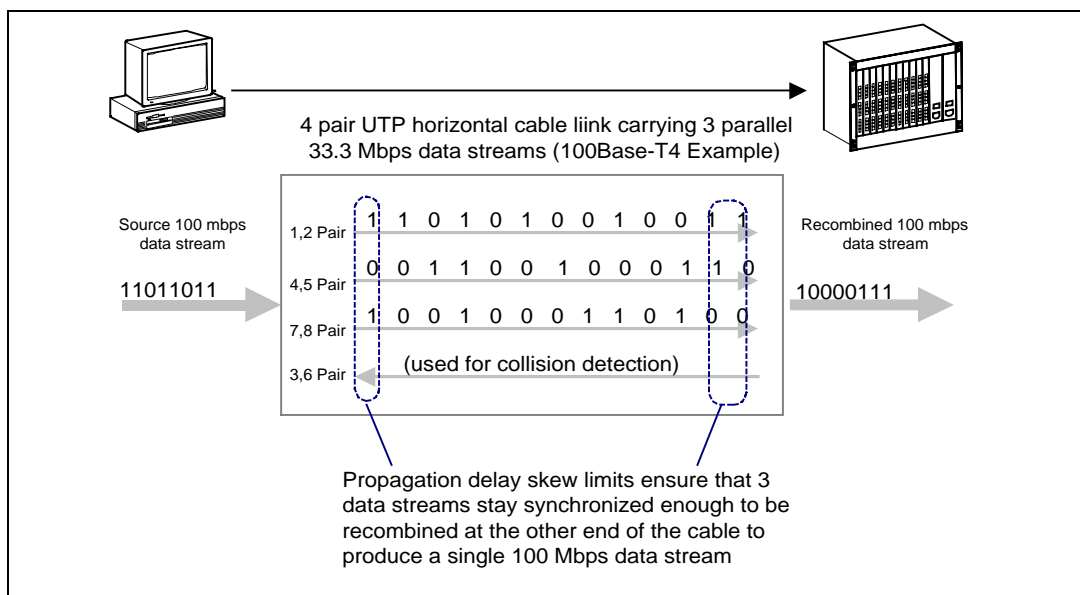 4 pair UTP horizontal cable liink carrying 3 parallel
33.3 Mbps data streams (100Base-T4 Example)
Source 100 mbps
data stream
11011011
1,2 Pair
1 1 0 1 0 1 0 0 1 0 0 1 1
4,5 Pair
0 0 1 1 0 0 1 0 0 0 1 1 0
7,8 Pair
1 0 0 1 0 0 0 1 1 0 1 0 0
3,6 Pair
(used for collision detection)
Recombined 100 mbps
data stream
10000111
Propagation delay skew limits ensure that 3
data streams stay synchronized enough to be
recombined at the other end of the cable to
produce a single 100 Mbps data stream